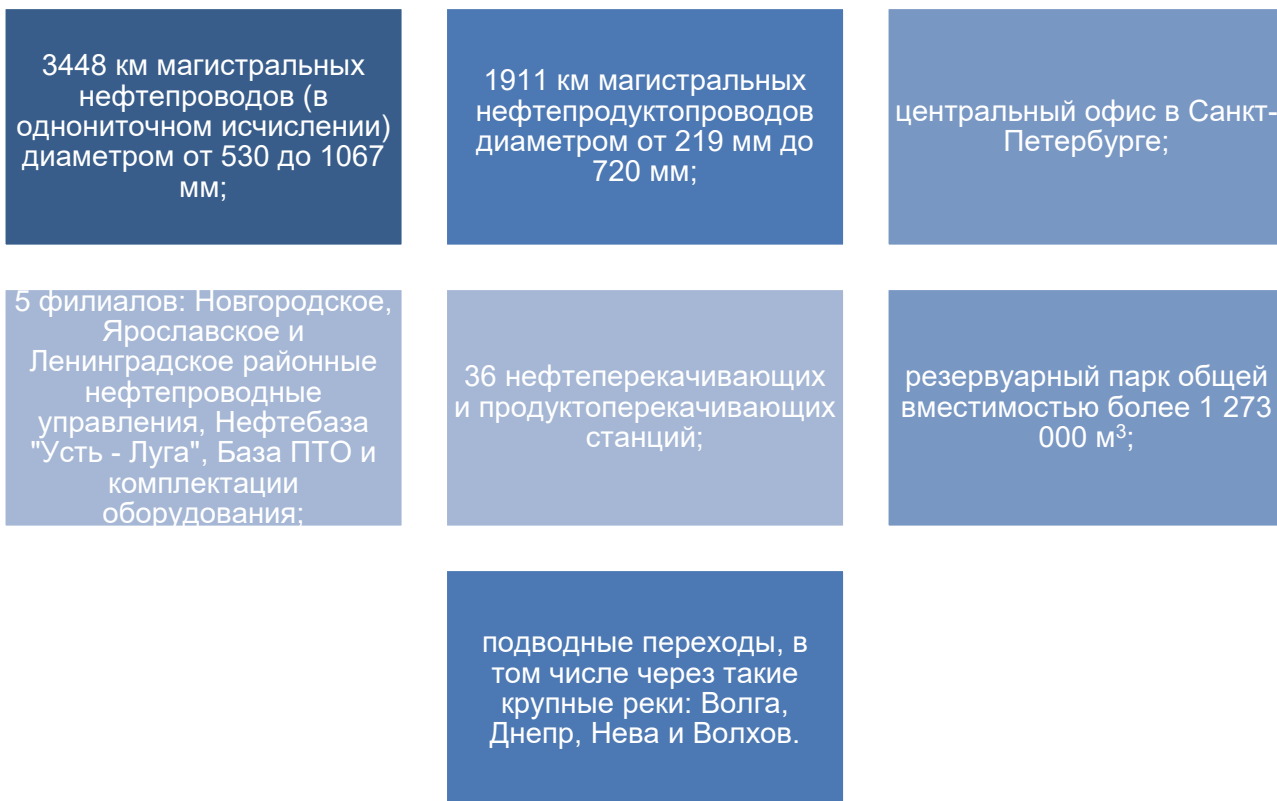 3448 км магистральных
нефтепроводов (в
однониточном исчислении)
диаметром от 530 до 1067
мм;
1911 км магистральных
нефтепродуктопроводов
диаметром от 219 мм до
720 мм;
центральный офис в Санкт-
Петербурге;
5 филиалов: Новгородское,
Ярославское и
Ленинградское районные
нефтепроводные
управления, Нефтебаза
"Усть - Луга", База ПТО и
комплектации
оборудования;
36 нефтеперекачивающих
и продуктоперекачивающих
станций;
резервуарный парк общей
вместимостью более 1 273
000 м³;
подводные переходы, в
том числе через такие
крупные реки: Волга,
Днепр, Нева и Волхов.